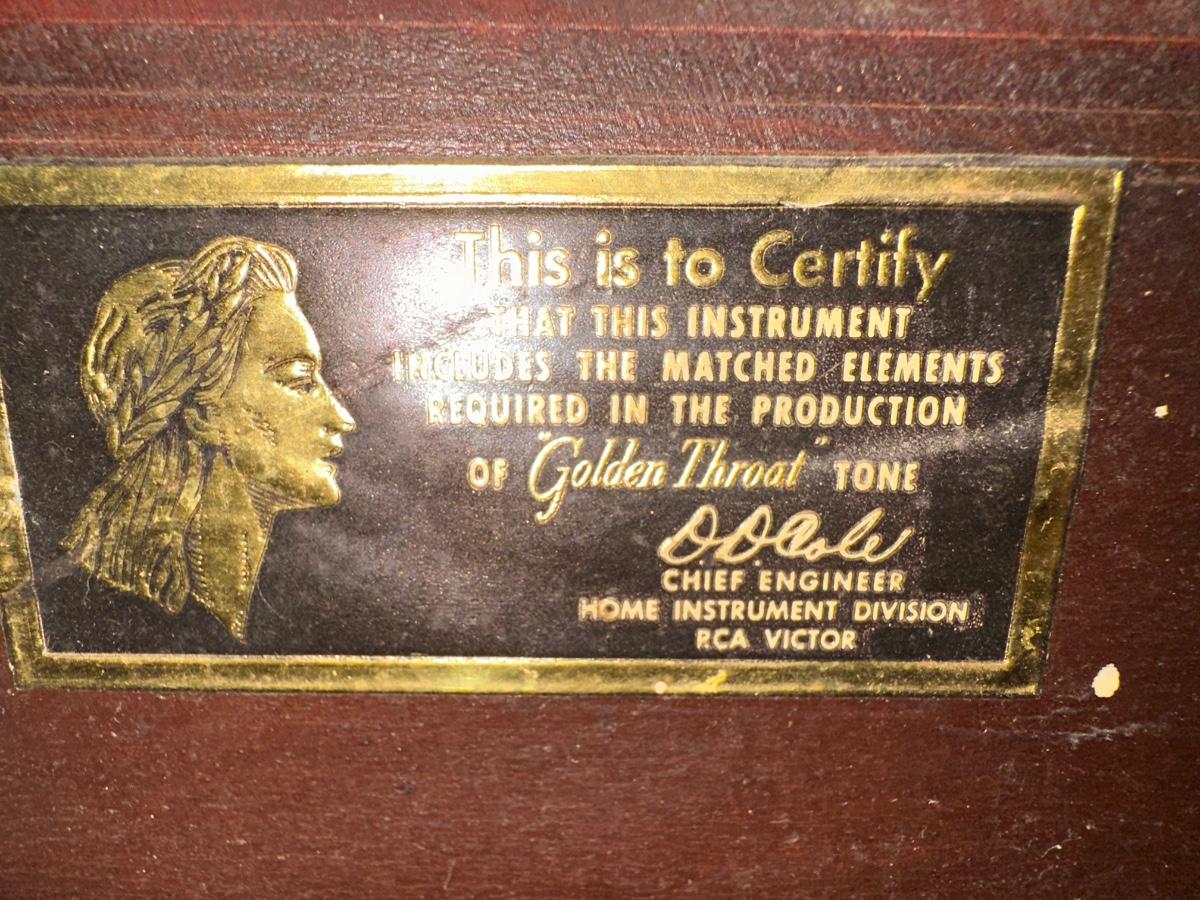 This is to Certify
THAT THIS INSTRUMENT
INCLUDES THE MATCHED ELEMENTS
REQUIRED IN THE PRODUCTION
OF "Golden Throat" TONE
D D Cole
CHIEF ENGINEER
HOME INSTRUMENT DIVISION
RCA VICTOR